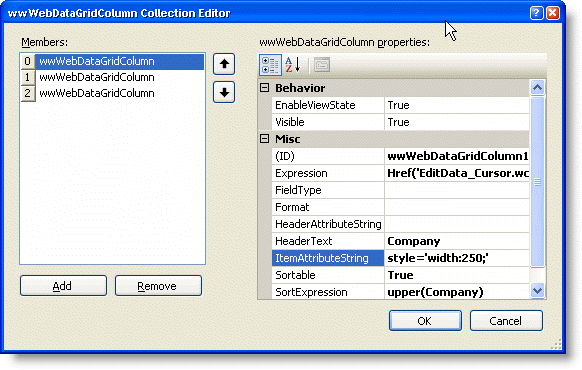 wwWebDataGridColumn Collection Editor
Members:
wwWebDataGridColumn properties:
0 wwWebDataGridColumn
1 wwWebDataGridColumn
2 wwWebDataGridColumn
Add
Remove
Behavior
EnableViewState True
Visible True
Misc
(ID) wwWebDataGridColumn1
Expression Href('EditData_Cursor.wc
FieldType
Format
HeaderAttributeString
HeaderText Company
ItemAttributeString style='width:250;'
Sortable True
SortExpression upper(Company)
OK
Cancel